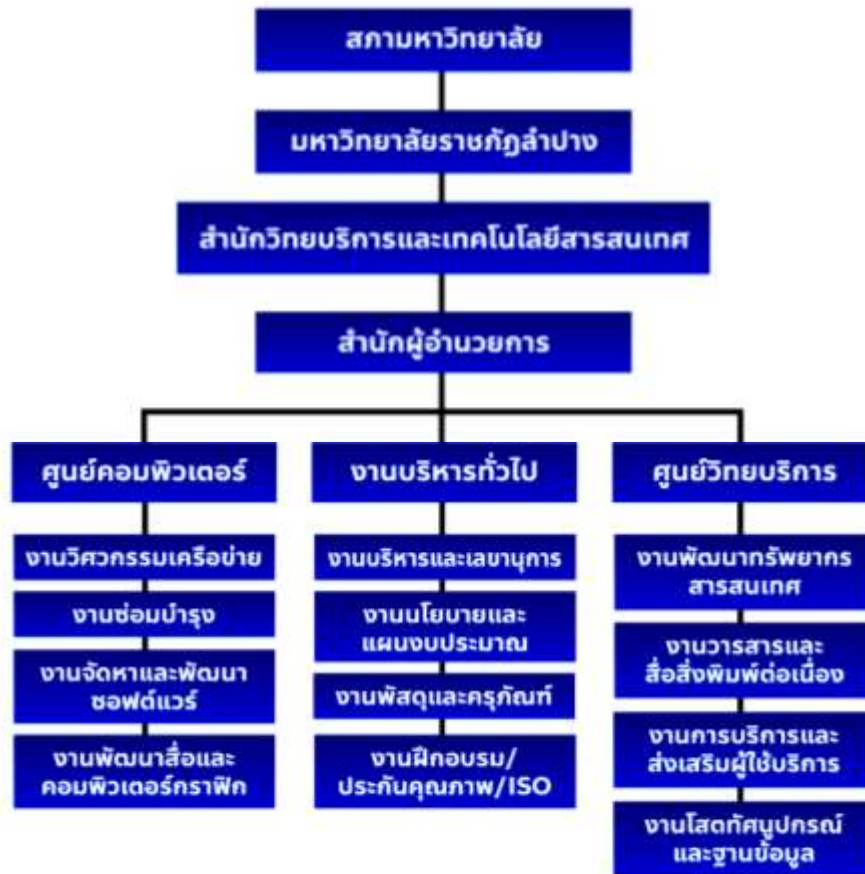 สภามหาวิทยาลัย
มหาวิทยาลัยราชภัฏลำปาง
สำนักวิทยบริการและเทคโนโลยีสารสนเทศ
สำนักผู้อำนวยการ
ศูนย์คอมพิวเตอร์
งานวิศวกรรมเครือข่าย
งานซ่อมบำรุง
งานจัดหาและพัฒนา
ซอฟต์แวร์
งานพัฒนาสื่อและ
คอมพิวเตอร์กราฟิก
งานบริหารทั่วไป
งานบริหารและเลขานุการ
งานนโยบายและ
แผนงบประมาณ
งานพัสดุและครุภัณฑ์
งานฝึกอบรม/
ประกันคุณภาพ/ISO
ศูนย์วิทยบริการ
งานพัฒนาทรัพยากร
สารสนเทศ
งานวารสารและ
สื่อสิ่งพิมพ์ต่อเนื่อง
งานการบริการและ
ส่งเสริมผู้ใช้บริการ
งานโสตทัศนูปกรณ์
และฐานข้อมูล